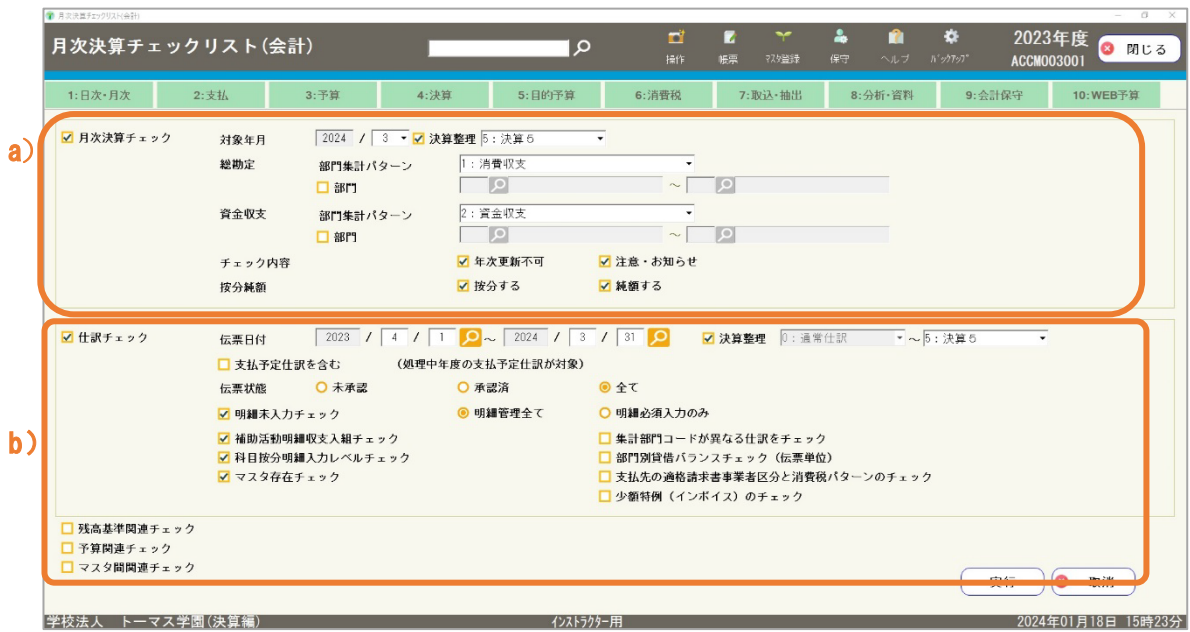 月次決算チェックリスト(会計)
月次決算チェックリスト(会計)
操作 帳票 ﾏｽﾀ登録 保守 ヘルプ ﾊﾞｯｸｱｯﾌﾟ
2023年度
ACCM003001
閉じる
1:日次・月次 2:支払 3:予算 4:決算 5:目的予算 6:消費税 7:取込・抽出 8:分析・資料 9:会計保守 10:WEB予算
a)
月次決算チェック 対象年月 2024 / 3 決算整理 5：決算５
総勘定 部門集計パターン 1：消費収支
部門 ～
資金収支 部門集計パターン 2：資金収支
部門 ～
チェック内容 年次更新不可 注意・お知らせ
按分純額 按分する 純額する
b)
仕訳チェック 伝票日付 2023 / 4 / 1 ～ 2024 / 3 / 31 決算整理 0：通常仕訳 ～ 5：決算５
支払予定仕訳を含む (処理中年度の支払予定仕訳が対象)
伝票状態 未承認 承認済 全て
明細未入力チェック 明細管理全て 明細必須入力のみ
補助活動明細収支入組チェック 集計部門コードが異なる仕訳をチェック
科目按分明細入力レベルチェック 部門別貸借バランスチェック（伝票単位）
マスタ存在チェック 支払先の適格請求書事業者区分と消費税パターンのチェック
少額特例（インボイス）のチェック
残高基準関連チェック
予算関連チェック
マスタ間関連チェック
実行 取消
学校法人　トーマス学園(決算編) ｲﾝｽﾄﾗｸﾀｰ用 2024年01月18日 15時23分